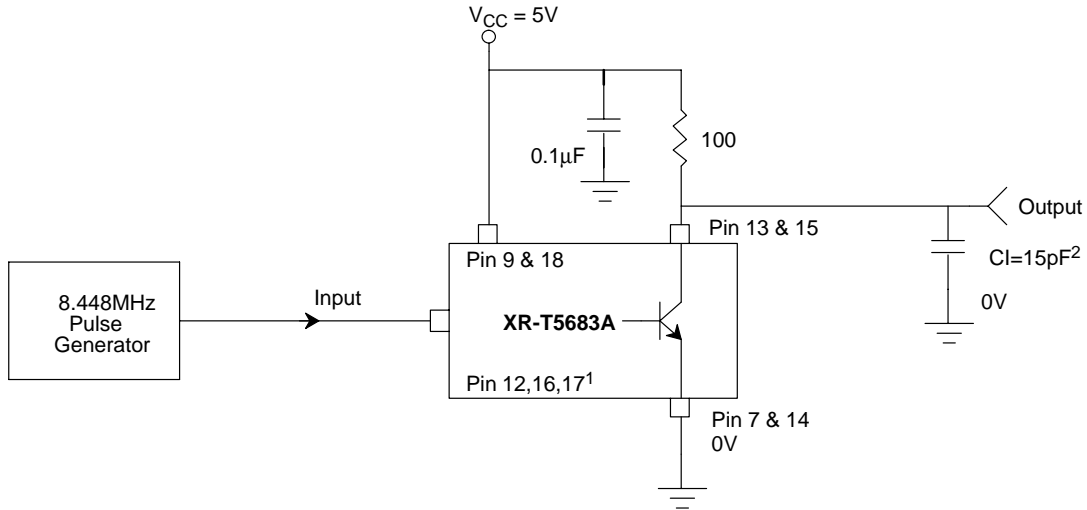 V_CC = 5V
0.1μF
100
Pin 13 & 15
Output
Pin 9 & 18
CI=15pF²
8.448MHz
Pulse
Generator
Input
XR-T5683A
0V
Pin 12,16,17¹
Pin 7 & 14
0V